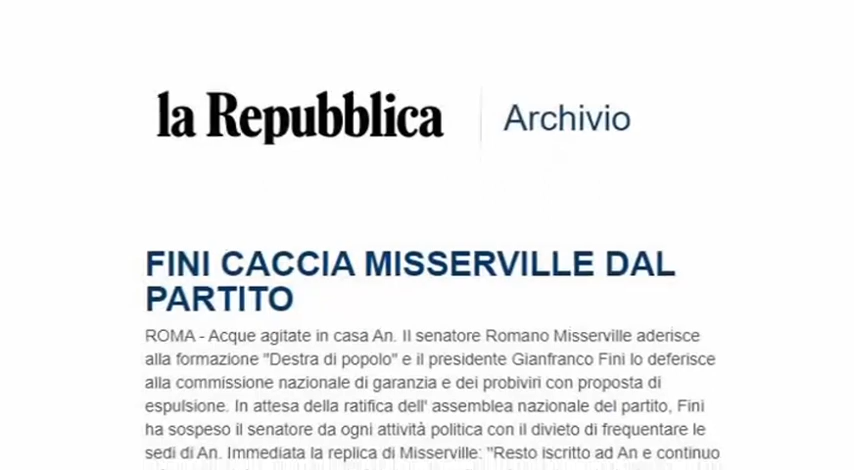 la Repubblica Archivio
FINI CACCIA MISSERVILLE DAL
PARTITO
ROMA - Acque agitate in casa An. Il senatore Romano Misserville aderisce
alla formazione "Destra di popolo" e il presidente Gianfranco Fini lo deferisce
alla commissione nazionale di garanzia e dei probiviri con proposta di
espulsione. In attesa della ratifica dell' assemblea nazionale del partito, Fini
ha sospeso il senatore da ogni attività politica con il divieto di frequentare le
sedi di An. Immediata la replica di Misserville: "Resto iscritto ad An e continuo